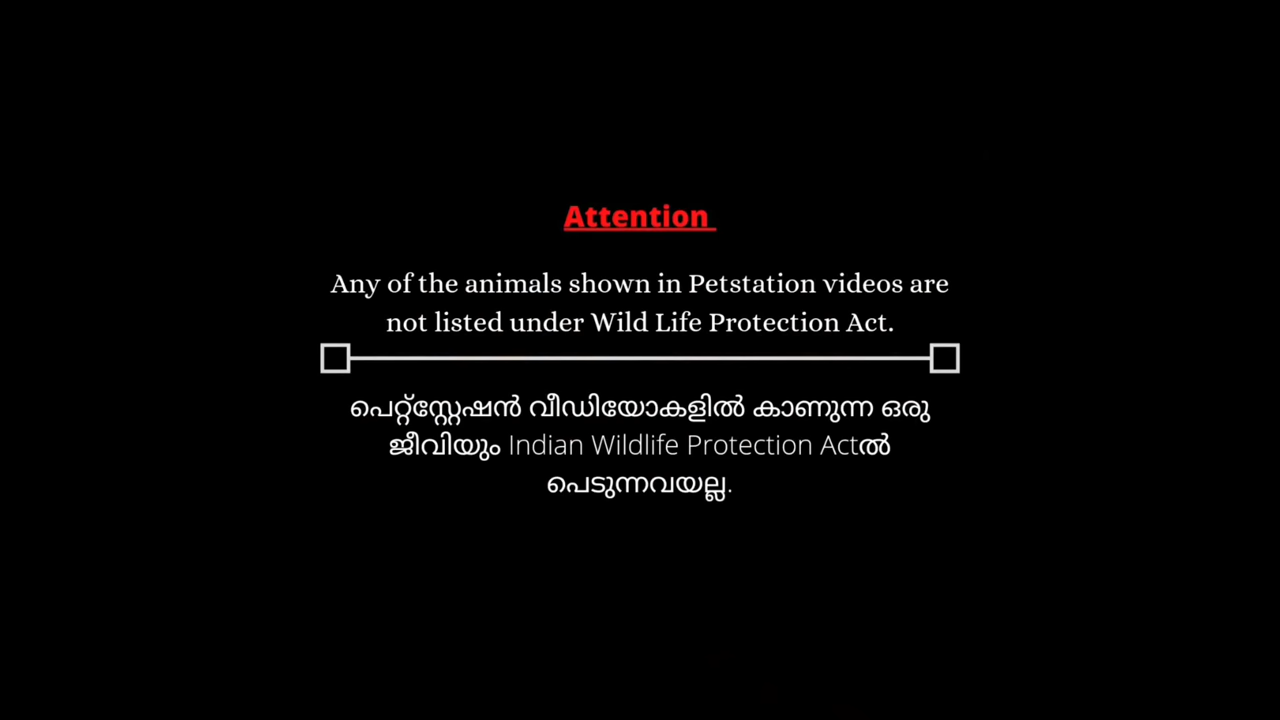 Attention
Any of the animals shown in Petstation videos are
not listed under Wild Life Protection Act.
പെറ്റ്സ്റ്റേഷൻ വീഡിയോകളിൽ കാണുന്ന ഒരു
ജീവിയും Indian Wildlife Protection Actൽ
പെടുന്നവയല്ല.